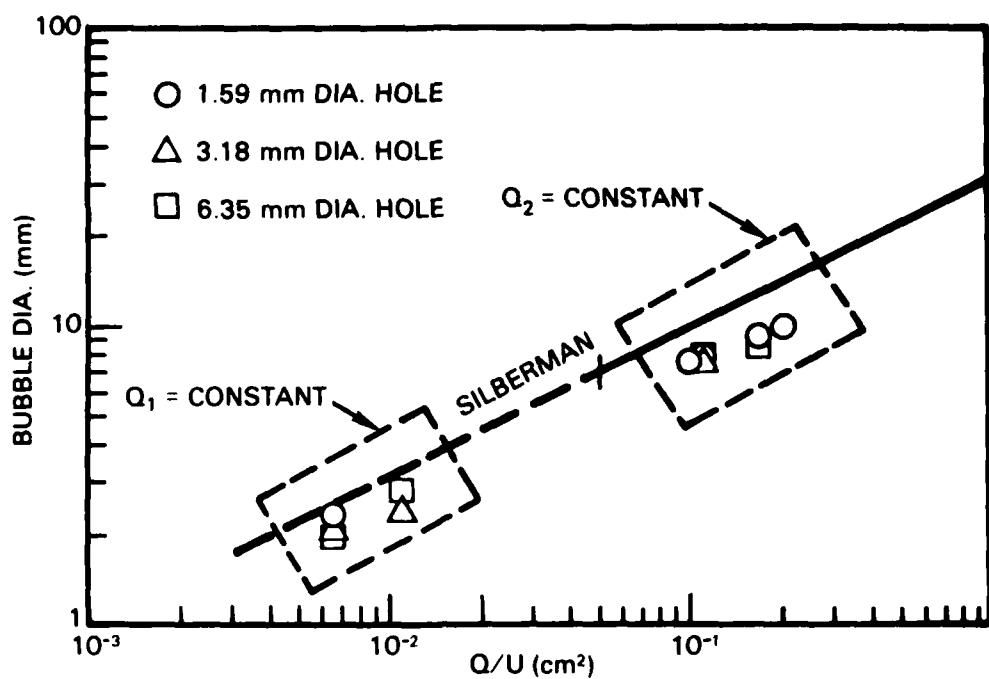 100
○ 1.59 mm DIA. HOLE
△ 3.18 mm DIA. HOLE
□ 6.35 mm DIA. HOLE
Q₂ = CONSTANT
BUBBLE DIA. (mm)
10
SILBERMAN
Q₁ = CONSTANT
1
10⁻³
10⁻²
10⁻¹
Q/U (cm²)